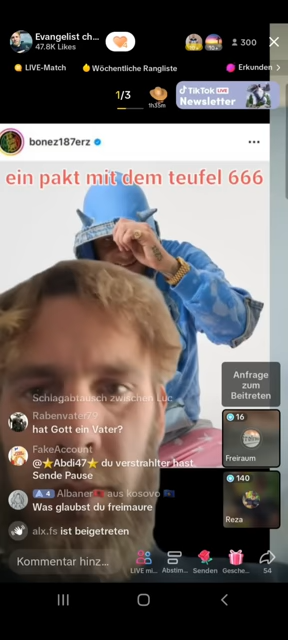 Evangelist ch...
47.8K Likes
300
LIVE-Match
Wöchentliche Rangliste
Erkunden
1/3
1h35m
TikTok LIVE
Newsletter
bonez187erz
ein pakt mit dem teufel 666
Anfrage
zum
Beitreten
Schlagabtausch zwischen Luc
Rabenvater79
hat Gott ein Vater?
16
Freiraum
FakeAccount
@⭐Abdi47⭐ du verstrahlter hast
Sende Pause
4 Albaner🇦🇱aus kosovo🇽🇰
Was glaubst du freimaure
140
Reza
alx.fs ist beigetreten
Kommentar hinz...
LIVE mi...
Abstim...
Senden
Gesche...
54